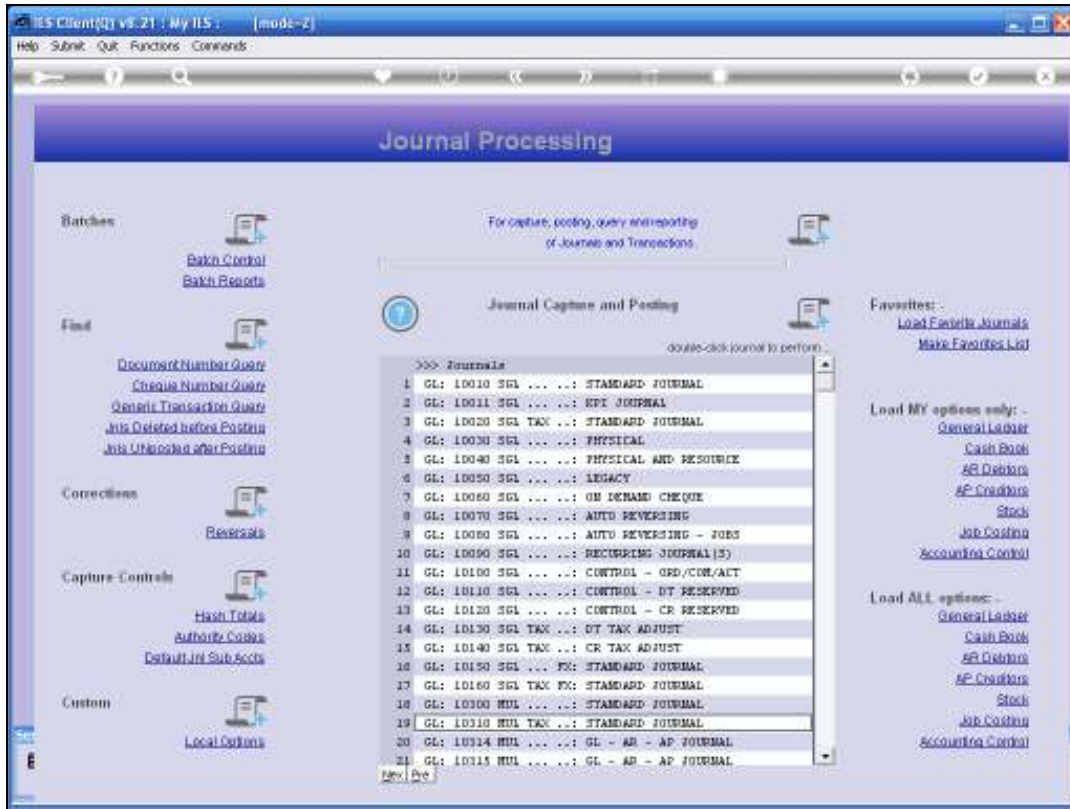 IES Client(Q) v8.21 : My IES : [mode=2]
Help Submit Quit Functions Commands
Journal Processing
Batches
Batch Control
Batch Reports
Find
Document Number Query
Cheque Number Query
Generic Transaction Query
Jnls Deleted before Posting
Jnls UNposted after Posting
Corrections
Reversals
Capture Controls
Hash Totals
Authority Codes
Default Jnl Sub Accts
Custom
Local Options
For capture, posting, query and reporting
of Journals and Transactions.
Journal Capture and Posting
double-click journal to perform ..
>>> Journals
1 GL: 10010 SGL ... ..: STANDARD JOURNAL
2 GL: 10011 SGL ... ..: KPI JOURNAL
3 GL: 10020 SGL TAX ..: STANDARD JOURNAL
4 GL: 10030 SGL ... ..: PHYSICAL
5 GL: 10040 SGL ... ..: PHYSICAL AND RESOURCE
6 GL: 10050 SGL ... ..: LEGACY
7 GL: 10060 SGL ... ..: ON DEMAND CHEQUE
8 GL: 10070 SGL ... ..: AUTO REVERSING
9 GL: 10080 SGL ... ..: AUTO REVERSING - JOBS
10 GL: 10090 SGL ... ..: RECURRING JOURNAL(S)
11 GL: 10100 SGL ... ..: CONTROL - ORD/COM/ACT
12 GL: 10110 SGL ... ..: CONTROL - DT RESERVED
13 GL: 10120 SGL ... ..: CONTROL - CR RESERVED
14 GL: 10130 SGL TAX ..: DT TAX ADJUST
15 GL: 10140 SGL TAX ..: CR TAX ADJUST
16 GL: 10150 SGL ... FX: STANDARD JOURNAL
17 GL: 10160 SGL TAX FX: STANDARD JOURNAL
18 GL: 10300 MUL ... ..: STANDARD JOURNAL
19 GL: 10310 MUL TAX ..: STANDARD JOURNAL
20 GL: 10314 MUL ... ..: GL - AR - AP JOURNAL
21 GL: 10315 MUL ... ..: GL - AR - AP JOURNAL
Nex Pre
Favorites: -
Load Favorite Journals
Make Favorites List
Load MY options only: -
General Ledger
Cash Book
AR Debtors
AP Creditors
Stock
Job Costing
Accounting Control
Load ALL options: -
General Ledger
Cash Book
AR Debtors
AP Creditors
Stock
Job Costing
Accounting Control